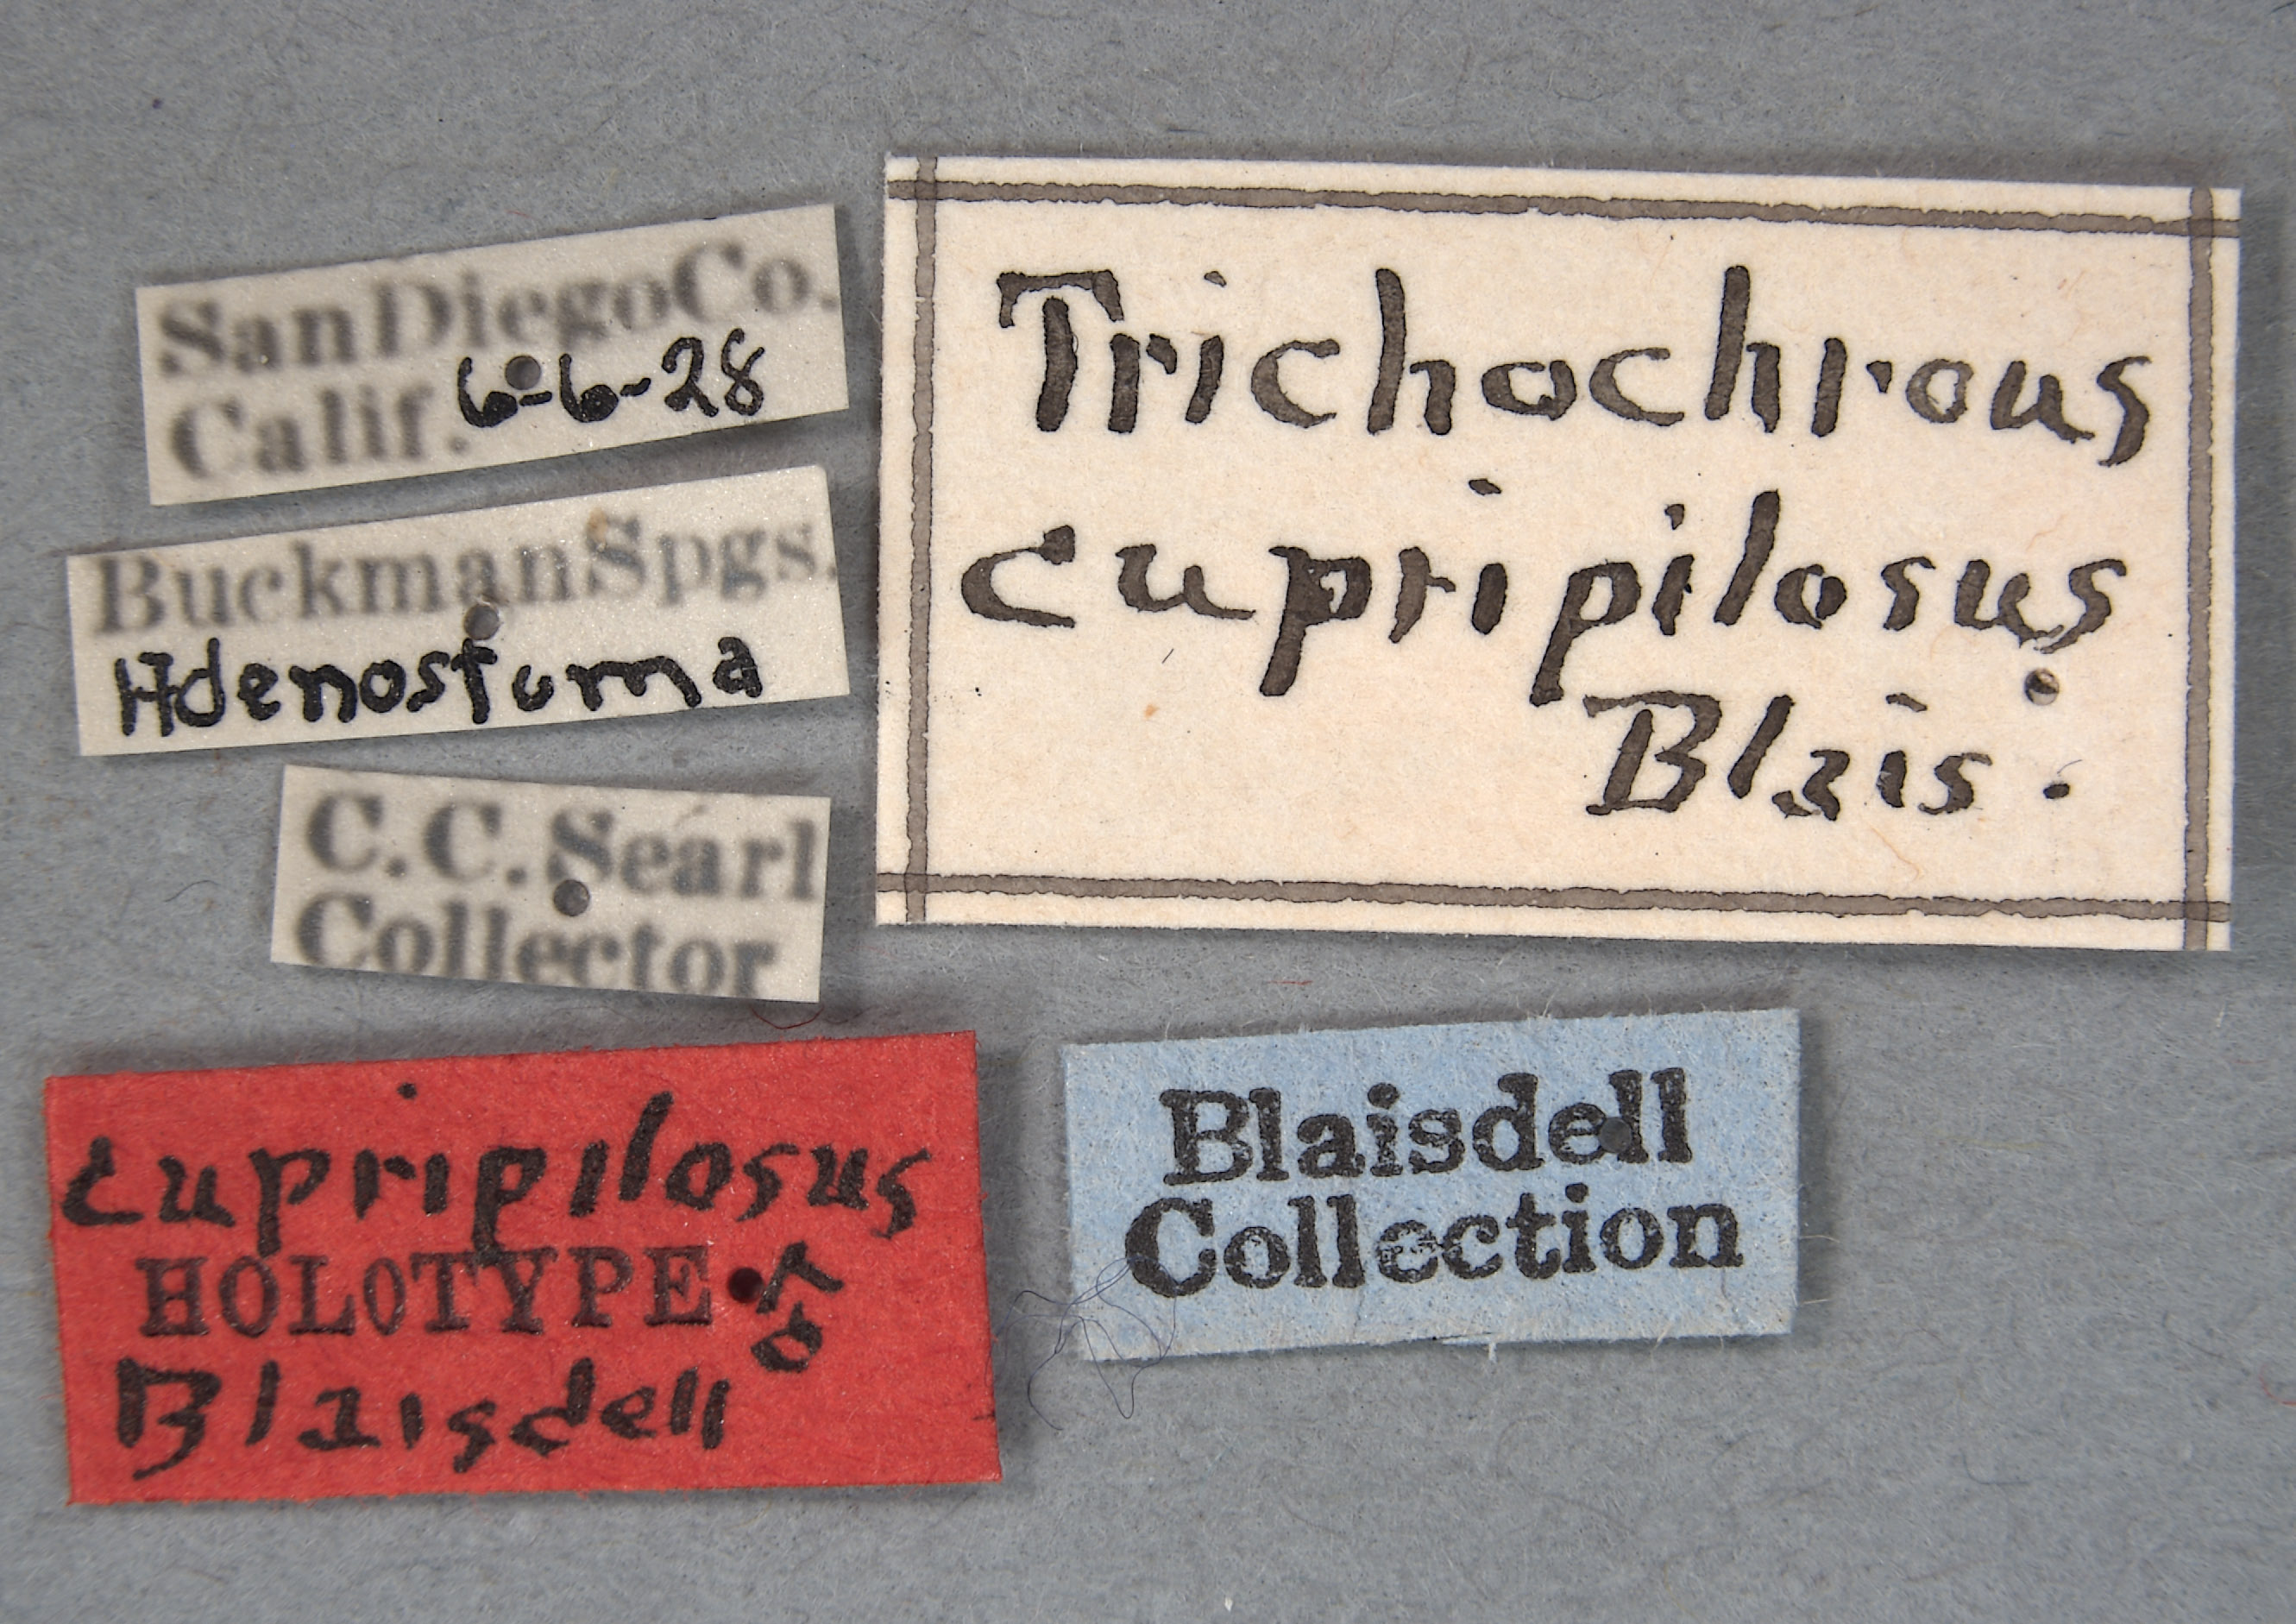 San Diego Co.
Calif. 6-6-28
Buckman Spgs.
Adenostoma
C.C. Searl
Collector
Trichochrous
cupripilosus
Blais.
cupripilosus
HOLOTYPE ♂
Blaisdell
Blaisdell
Collection